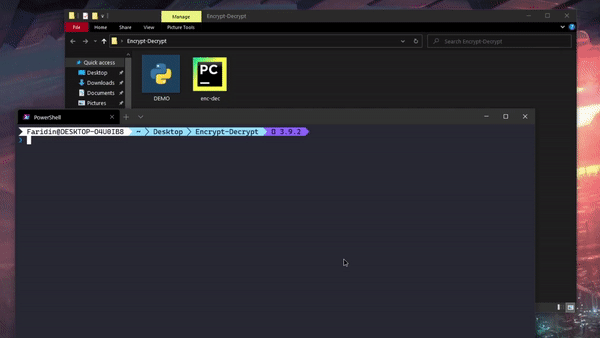 Manage
Encrypt-Decrypt
File
Home
Share
View
Picture Tools
Encrypt-Decrypt
Search Encrypt-Decrypt
Quick access
Desktop
Downloads
Documents
Pictures
PC
DEMO
enc-dec
PowerShell
Faridin@DESKTOP-O4U0IB8 ~ Desktop Encrypt-Decrypt 3.9.2